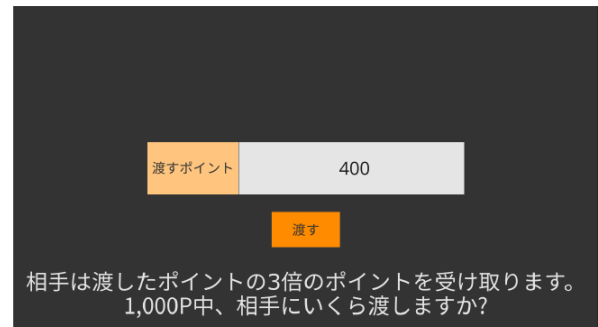 渡すポイント 400
渡す
相手は渡したポイントの3倍のポイントを受け取ります。
1,000P中、相手にいくら渡しますか?